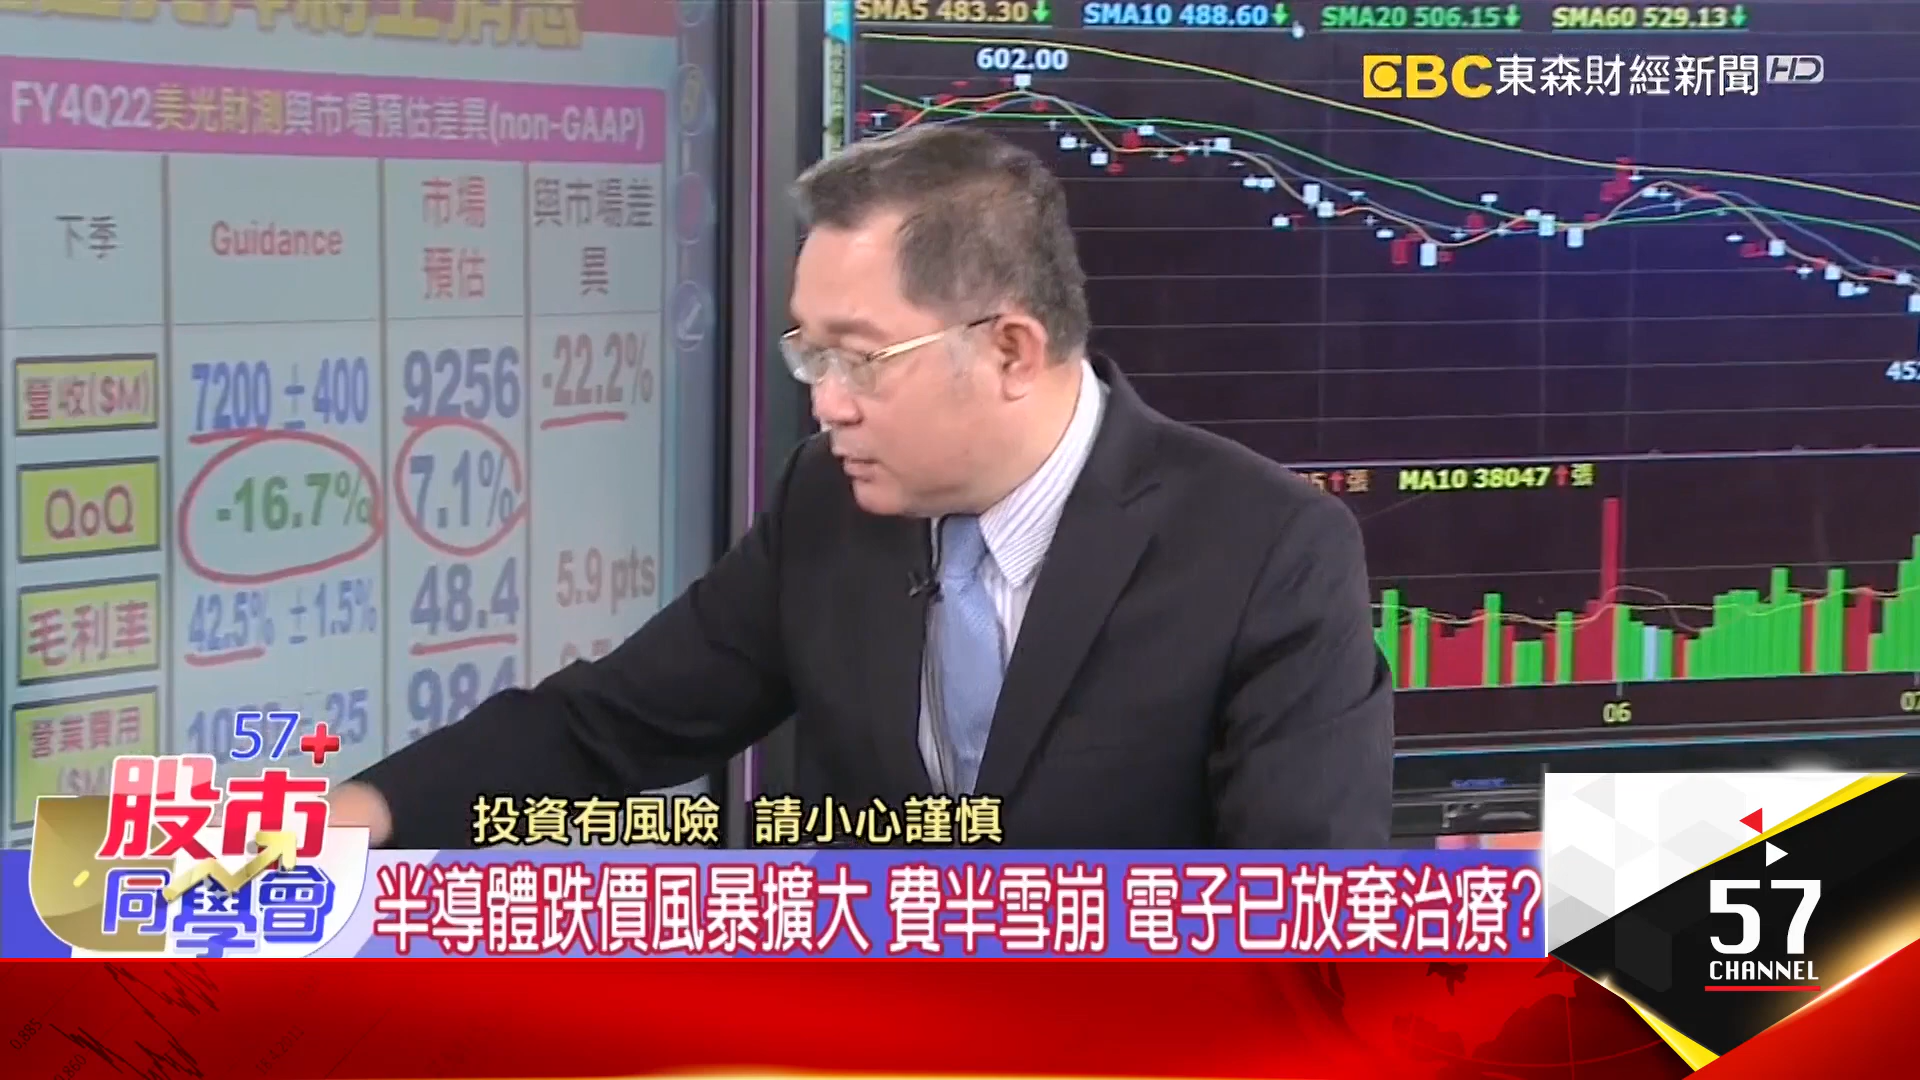 SMA5 483.30↓ SMA10 488.60↓ SMA20 506.15↓ SMA60 529.13↓
602.00
EBC東森財經新聞HD
FY4Q22美光財測與市場預估差異(non-GAAP)
下季 Guidance 市場預估 與市場差異
營收($M) 7200 ± 400 9256 -22.2%
QoQ -16.7% 7.1%
毛利率 42.5% ± 1.5% 48.4 5.9 pts
營業費用
MA10 38047↑張
06
57+
股市
同學會
投資有風險 請小心謹慎
半導體跌價風暴擴大 費半雪崩 電子已放棄治療?
57
CHANNEL